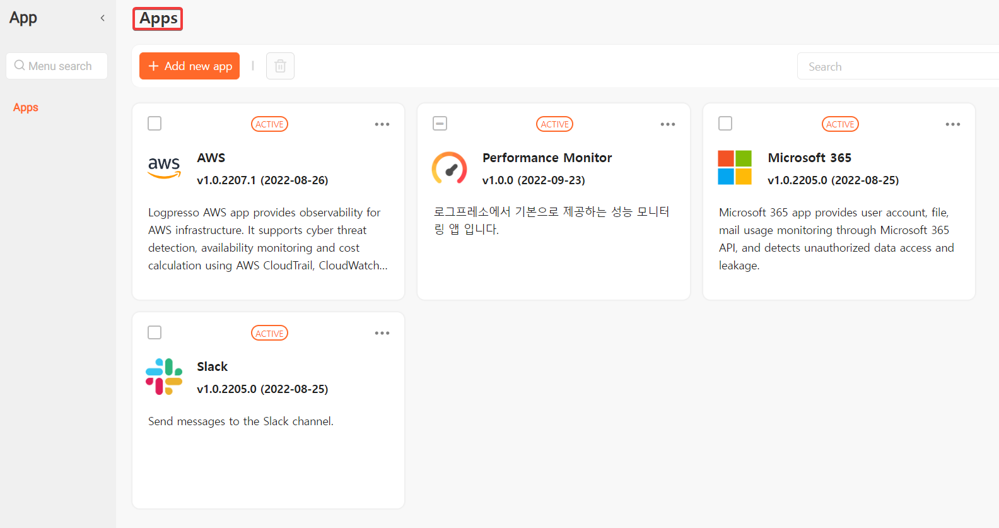 App
Menu search
Apps
Apps
Add new app
Search
ACTIVE
aws
AWS
v1.0.2207.1 (2022-08-26)
Logpresso AWS app provides observability for
AWS infrastructure. It supports cyber threat
detection, availability monitoring and cost
calculation using AWS CloudTrail, CloudWatch...
ACTIVE
Performance Monitor
v1.0.0 (2022-09-23)
로그프레소에서 기본으로 제공하는 성능 모니터
링 앱 입니다.
ACTIVE
Microsoft 365
v1.0.2205.0 (2022-08-25)
Microsoft 365 app provides user account, file,
mail usage monitoring through Microsoft 365
API, and detects unauthorized data access and
leakage.
ACTIVE
Slack
v1.0.2205.0 (2022-08-25)
Send messages to the Slack channel.